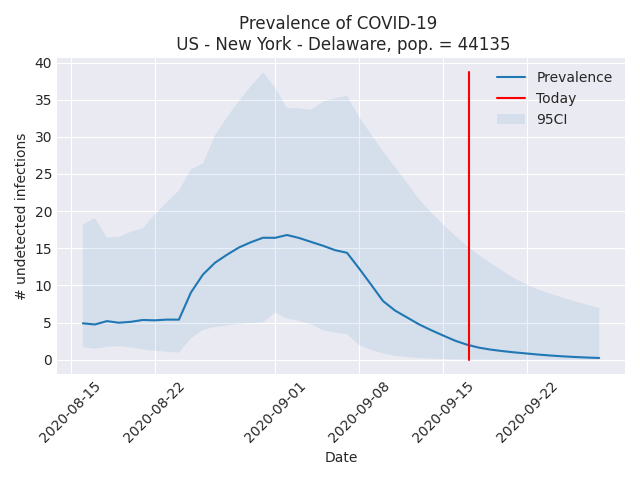 Prevalence of COVID-19
US - New York - Delaware, pop. = 44135
40
35
30
25
20
15
10
5
0
# undetected infections
Prevalence
Today
95CI
2020-08-15
2020-08-22
2020-09-01
2020-09-08
2020-09-15
2020-09-22
Date